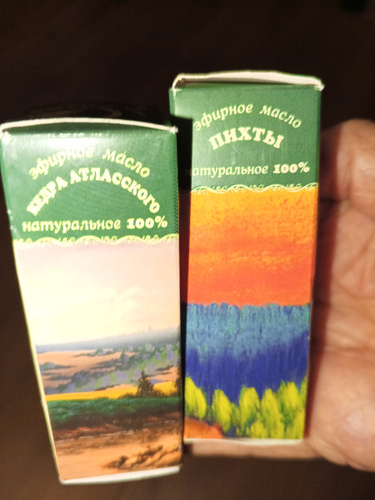 эфирное масло
КЕДРА АТЛАССКОГО
натуральное 100%
эфирное масло
ПИХТЫ
натуральное 100%